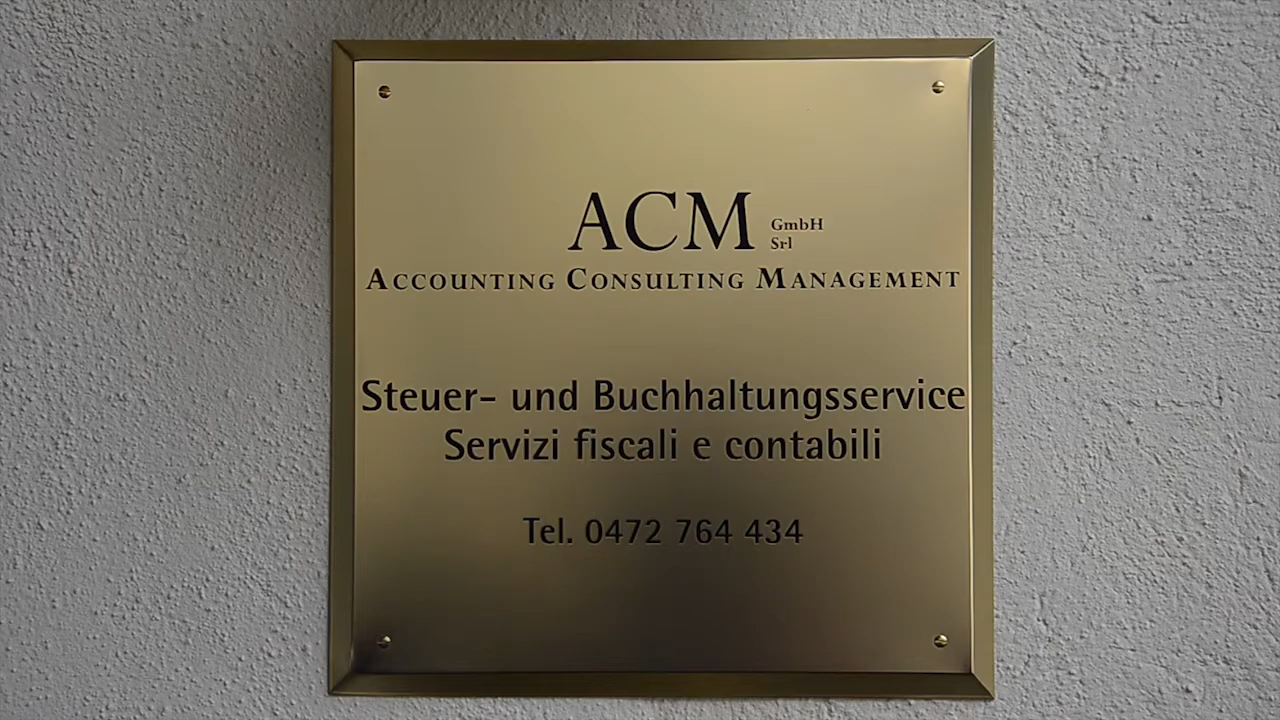 ACM GmbH
Srl
ACCOUNTING CONSULTING MANAGEMENT
Steuer- und Buchhaltungsservice
Servizi fiscali e contabili
Tel. 0472 764 434